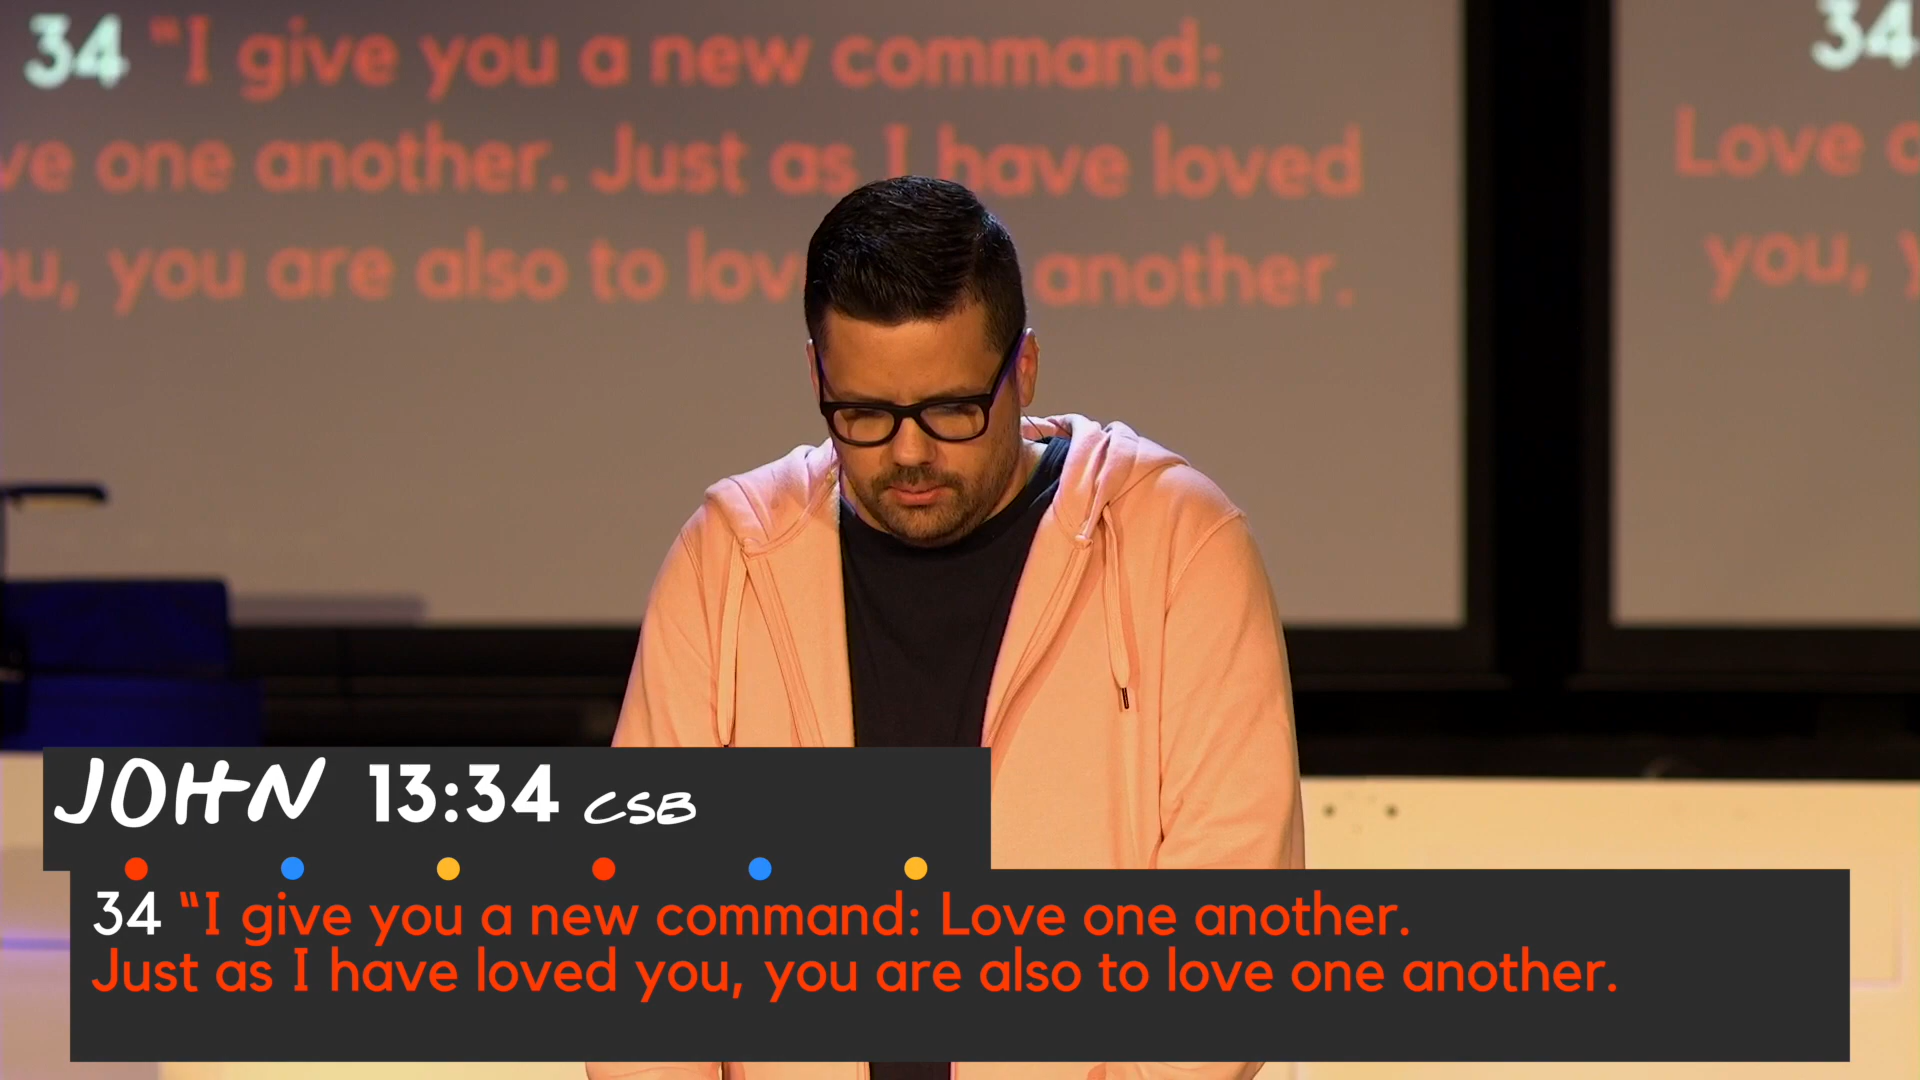 34 "I give you a new command:
ve one another. Just as I have loved
ou, you are also to lov another.
34
Love o
you, y
JOHN 13:34 CSB
34 "I give you a new command: Love one another.
Just as I have loved you, you are also to love one another.